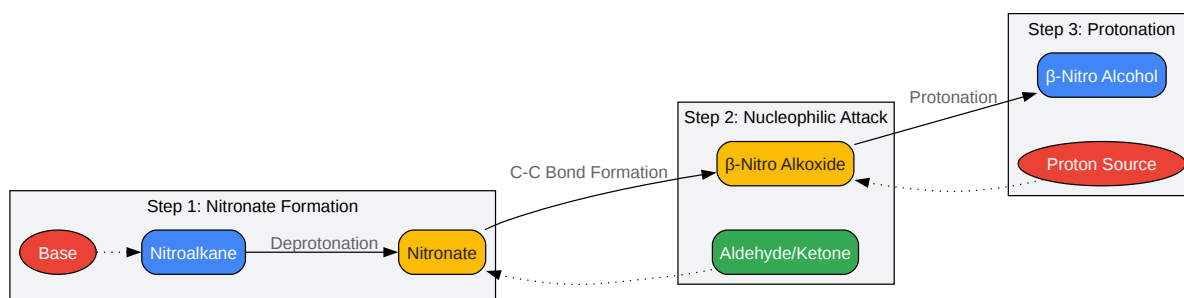 Step 1: Nitronate Formation
Base
Nitroalkane
Deprotonation
Nitronate
C-C Bond Formation
Step 2: Nucleophilic Attack
β-Nitro Alkoxide
Aldehyde/Ketone
Protonation
Step 3: Protonation
β-Nitro Alcohol
Proton Source